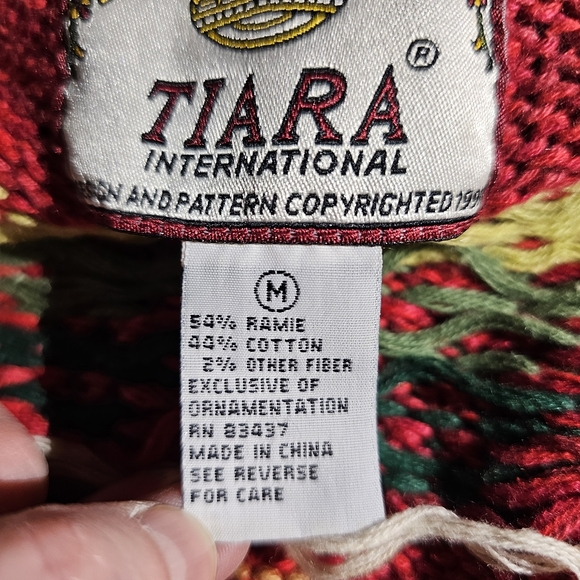 ®
TIARA
INTERNATIONAL
AND PATTERN COPYRIGHTED
M
54% RAMIE
44% COTTON
2% OTHER FIBER
EXCLUSIVE OF
ORNAMENTATION
RN 83437
MADE IN CHINA
SEE REVERSE
FOR CARE